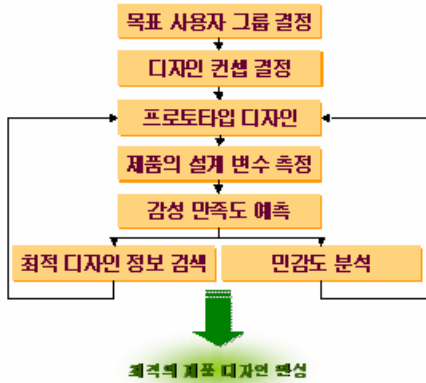 목표 사용자 그룹 결정
디자인 컨셉 결정
프로토타입 디자인
제품의 설계 변수 측정
감성 만족도 예측
최적 디자인 정보 검색
민감도 분석
최적의 제품 디자인 완성